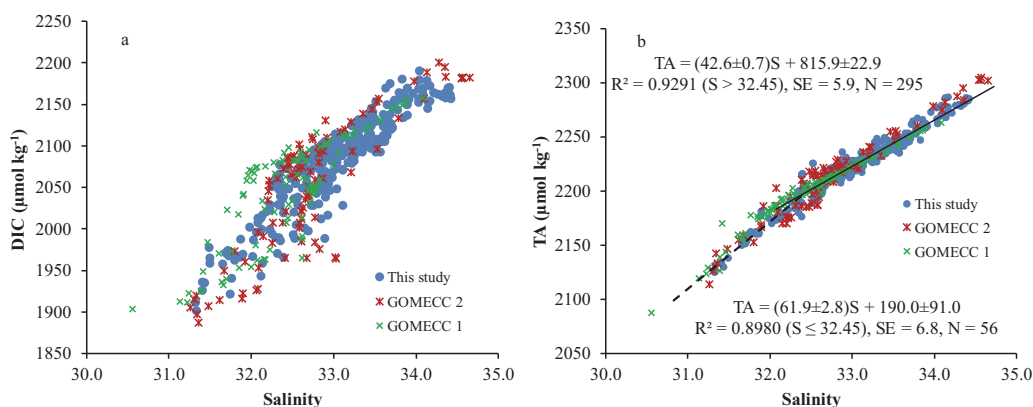 a
2250
2200
2150
2100
2050
2000
1950
1900
1850
DIC (µmol kg⁻¹)
30.0 31.0 32.0 33.0 34.0 35.0
Salinity
This study
GOMECC 2
GOMECC 1
b
TA = (42.6±0.7)S + 815.9±22.9
R² = 0.9291 (S > 32.45), SE = 5.9, N = 295
2350
2300
2250
2200
2150
2100
2050
TA (µmol kg⁻¹)
This study
GOMECC 2
GOMECC 1
TA = (61.9±2.8)S + 190.0±91.0
R² = 0.8980 (S ≤ 32.45), SE = 6.8, N = 56
30.0 31.0 32.0 33.0 34.0 35.0
Salinity